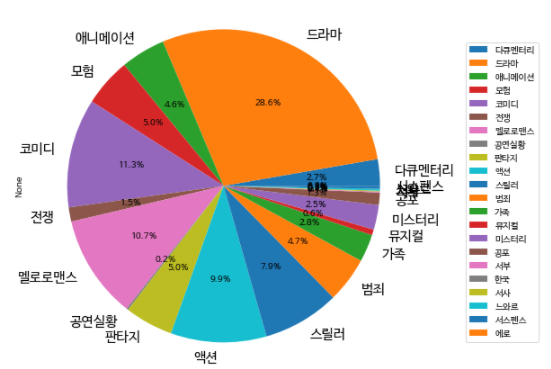 드라마
애니메이션
모험
코미디
전쟁
멜로로맨스
공연실황
판타지
액션
스릴러
범죄
가족
뮤지컬
미스터리
공포
서스펜스
다큐멘터리
28.6%
4.6%
5.0%
11.3%
1.5%
10.7%
0.2%
5.0%
9.9%
7.9%
4.7%
2.8%
0.6%
2.5%
2.7%
None
다큐멘터리
드라마
애니메이션
모험
코미디
전쟁
멜로로맨스
공연실황
판타지
액션
스릴러
범죄
가족
뮤지컬
미스터리
공포
서부
한국
서사
느와르
서스펜스
에로